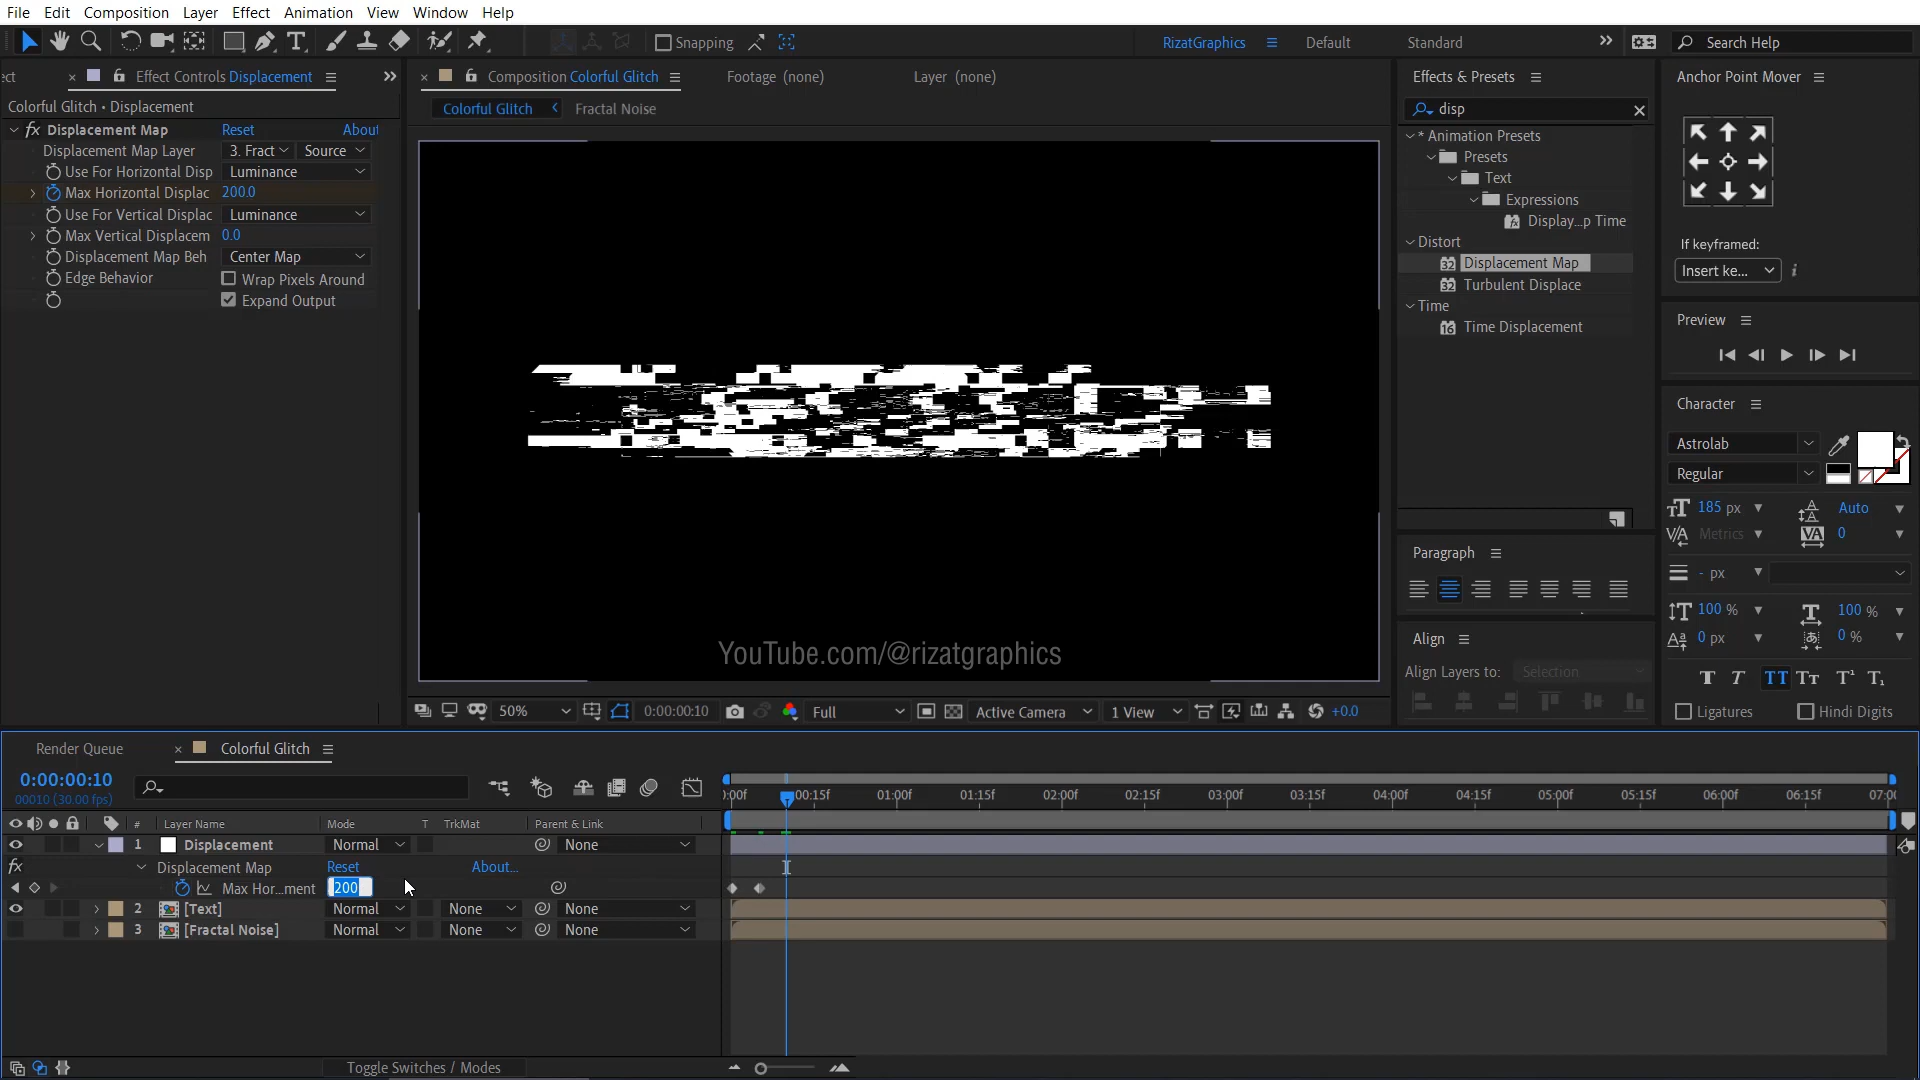 File Edit Composition Layer Effect Animation View Window Help
Snapping
RizatGraphics Default Standard Search Help
ect Effect Controls Displacement
Composition Colorful Glitch Footage (none) Layer (none)
Effects & Presets
Anchor Point Mover
Colorful Glitch • Displacement
Colorful Glitch Fractal Noise
disp
fx Displacement Map Reset About
Displacement Map Layer 3. Fract Source
Use For Horizontal Disp Luminance
Max Horizontal Displac 200.0
Use For Vertical Displac Luminance
Max Vertical Displacem 0.0
Displacement Map Beh Center Map
Edge Behavior Wrap Pixels Around
Expand Output
* Animation Presets
Presets
Text
Expressions
Display...p Time
Distort
32 Displacement Map
32 Turbulent Displace
Time
16 Time Displacement
If keyframed:
Insert ke...
Preview
Character
Astrolab
Regular
185 px Auto
Metrics 0
- px
100 % 100 %
0 px 0 %
Ligatures Hindi Digits
Paragraph
Align
Align Layers to: Selection
YouTube.com/@rizatgraphics
50% 0:00:00:10 Full Active Camera 1 View +0.0
Render Queue Colorful Glitch
0:00:00:10
00010 (30.00 fps)
):00f 00:15f 01:00f 01:15f 02:00f 02:15f 03:00f 03:15f 04:00f 04:15f 05:00f 05:15f 06:00f 06:15f 07:00
# Layer Name Mode T TrkMat Parent & Link
1 Displacement Normal None
fx Displacement Map Reset About...
Max Hor...ment 200
2 [Text] Normal None None
3 [Fractal Noise] Normal None None
Toggle Switches / Modes